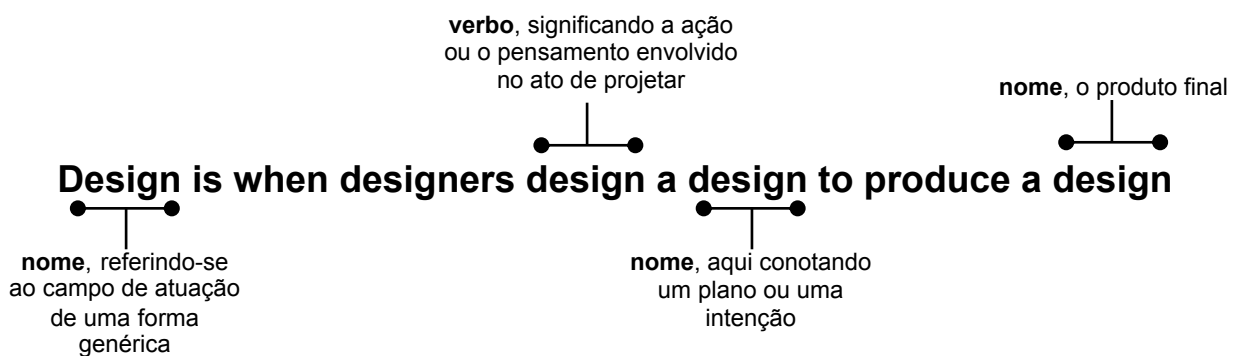 verbo, significando a ação
ou o pensamento envolvido
no ato de projetar
nome, o produto final
Design is when designers design a design to produce a design
nome, referindo-se
ao campo de atuação
de uma forma
genérica
nome, aqui conotando
um plano ou uma
intenção